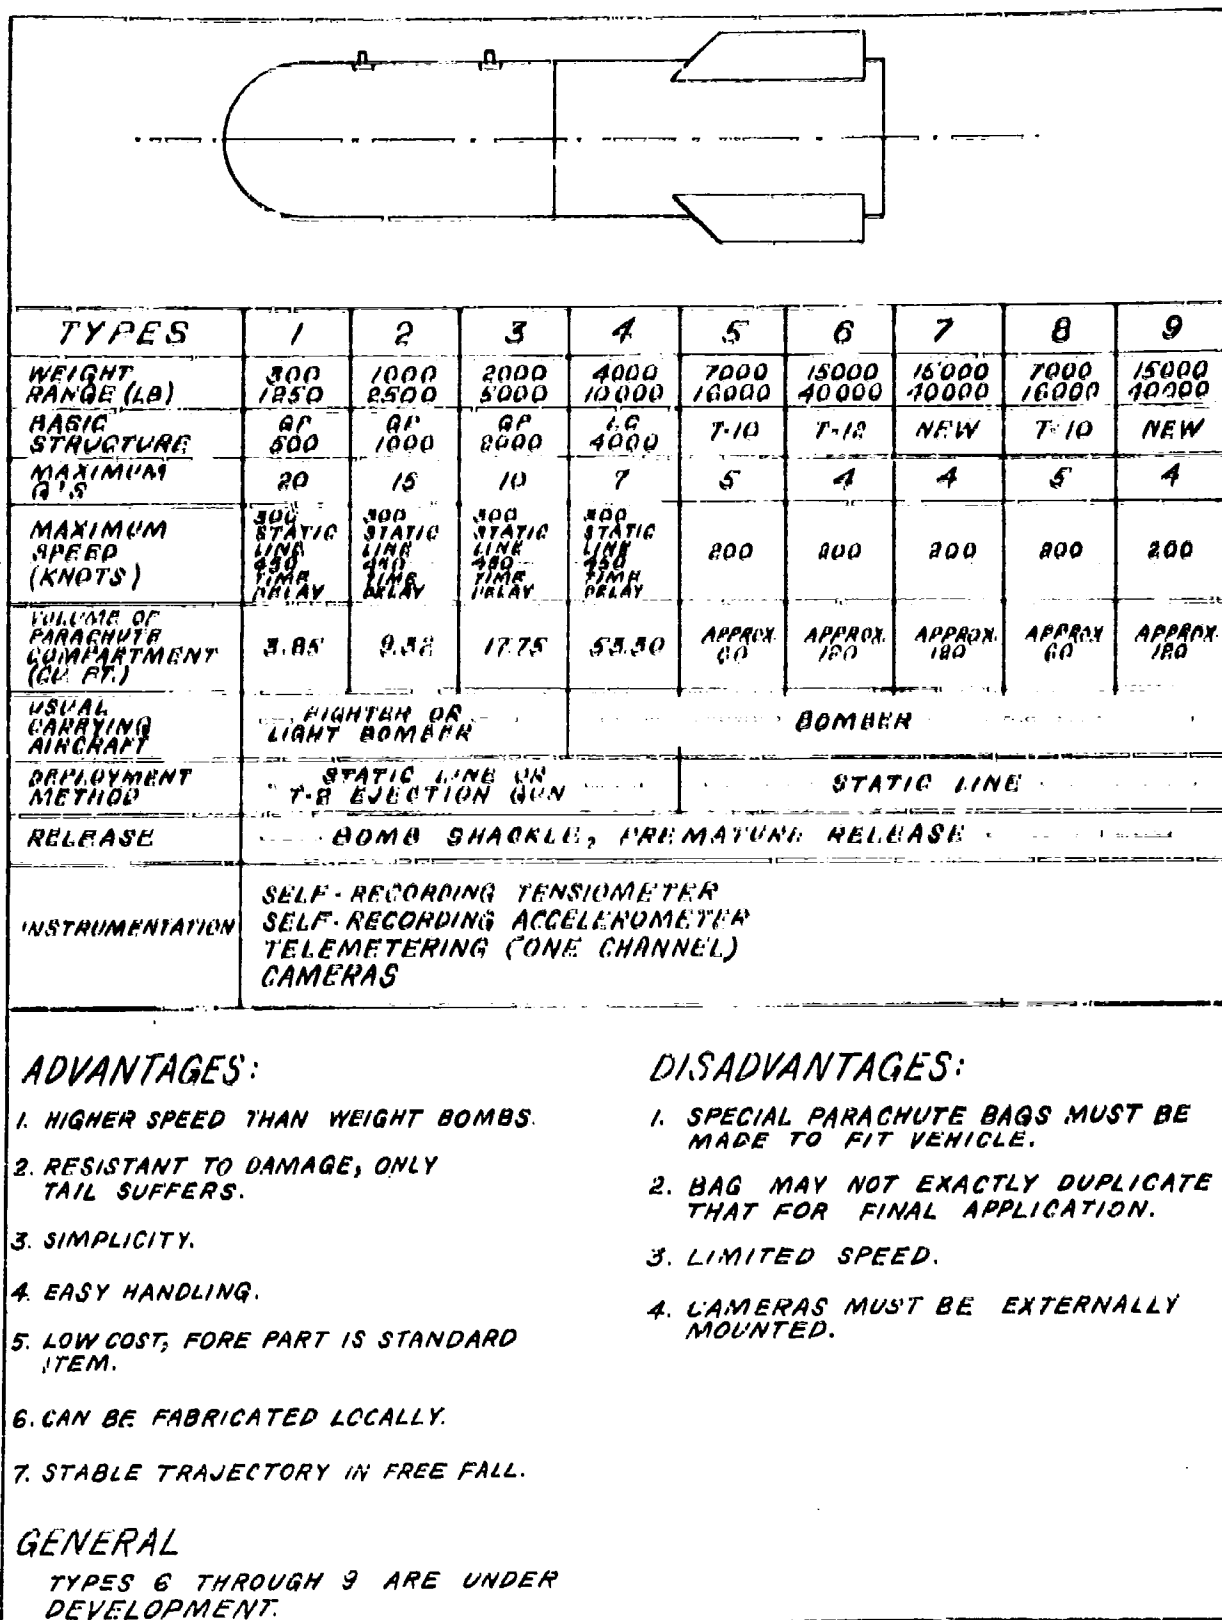 TYPES 1 2 3 4 5 6 7 8 9
WEIGHT 300 1000 2000 4000 7000 15000 15000 7000 15000
RANGE (LB) 1250 2500 5000 10000 16000 40000 40000 16000 40000
BASIC GP GP GP LC T-10 T-12 NEW T-10 NEW
STRUCTURE 500 1000 2000 4000
MAXIMUM G'S 20 15 10 7 5 4 4 5 4
MAXIMUM
SPEED
(KNOTS)
300 STATIC LINE 450 TIME DELAY
300 STATIC LINE 450 TIME DELAY
300 STATIC LINE 450 TIME DELAY
300 STATIC LINE 450 TIME DELAY
200 200 200 200 200
VOLUME OF
PARACHUTE
COMPARTMENT
(CU. FT.)
3.85 17.75 APPROX. 60 APPROX. 180 APPROX. 180 APPROX 60 APPROX. 180
USUAL
CARRYING
AIRCRAFT
FIGHTER OR
LIGHT BOMBER
BOMBER
DEPLOYMENT
METHOD
STATIC LINE OR
T-2 EJECTION GUN
STATIC LINE
RELEASE BOMB SHACKLE, PREMATURE RELEASE
INSTRUMENTATION
SELF-RECORDING TENSIOMETER
SELF-RECORDING ACCELEROMETER
TELEMETERING (ONE CHANNEL)
CAMERAS
ADVANTAGES:
1. HIGHER SPEED THAN WEIGHT BOMBS.
2. RESISTANT TO DAMAGE, ONLY
TAIL SUFFERS.
3. SIMPLICITY.
4. EASY HANDLING.
5. LOW COST, FORE PART IS STANDARD
ITEM.
6. CAN BE FABRICATED LOCALLY.
7. STABLE TRAJECTORY IN FREE FALL.
DISADVANTAGES:
1. SPECIAL PARACHUTE BAGS MUST BE
MADE TO FIT VEHICLE.
2. BAG MAY NOT EXACTLY DUPLICATE
THAT FOR FINAL APPLICATION.
3. LIMITED SPEED.
4. CAMERAS MUST BE EXTERNALLY
MOUNTED.
GENERAL
TYPES 6 THROUGH 9 ARE UNDER
DEVELOPMENT.